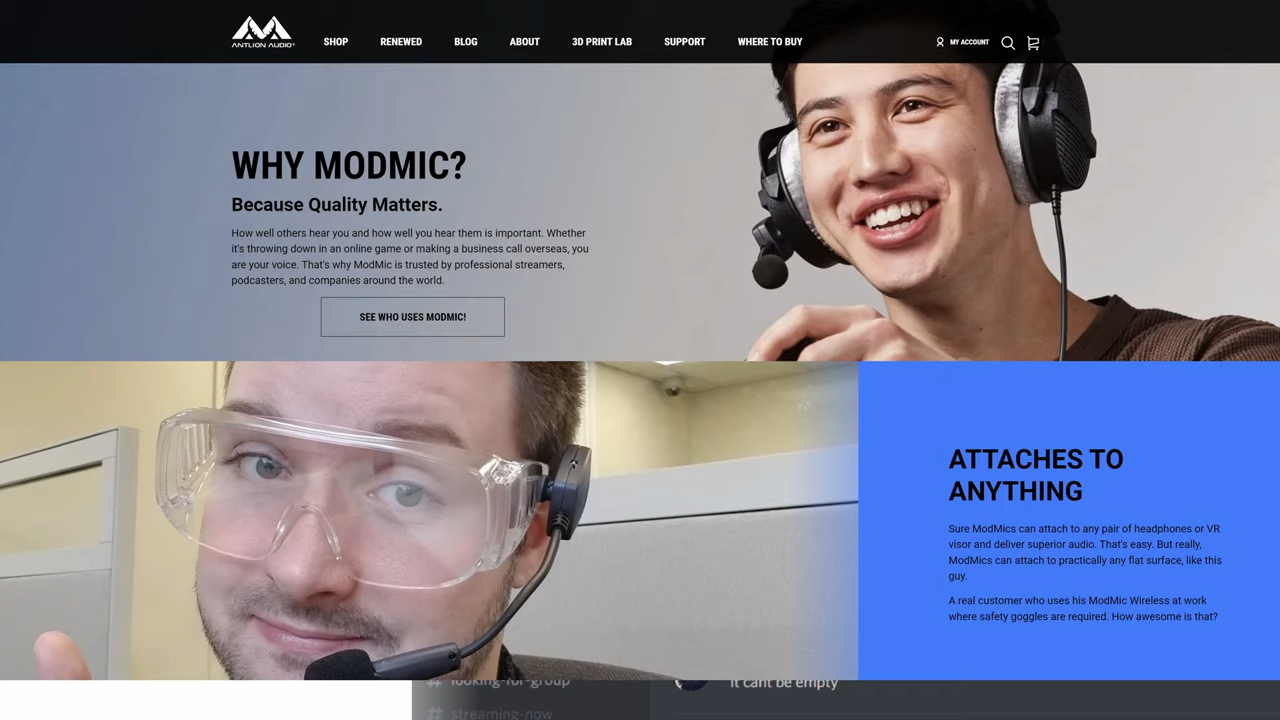 ANTLION AUDIO
SHOP RENEWED BLOG ABOUT 3D PRINT LAB SUPPORT WHERE TO BUY MY ACCOUNT
WHY MODMIC?
Because Quality Matters.
How well others hear you and how well you hear them is important. Whether
it's throwing down in an online game or making a business call overseas, you
are your voice. That's why ModMic is trusted by professional streamers,
podcasters, and companies around the world.
SEE WHO USES MODMIC!
ATTACHES TO
ANYTHING
Sure ModMics can attach to any pair of headphones or VR
visor and deliver superior audio. That's easy. But really,
ModMics can attach to practically any flat surface, like this
guy.
A real customer who uses his ModMic Wireless at work
where safety goggles are required. How awesome is that?
# looking-for-group
it cant be empty
# streaming-now